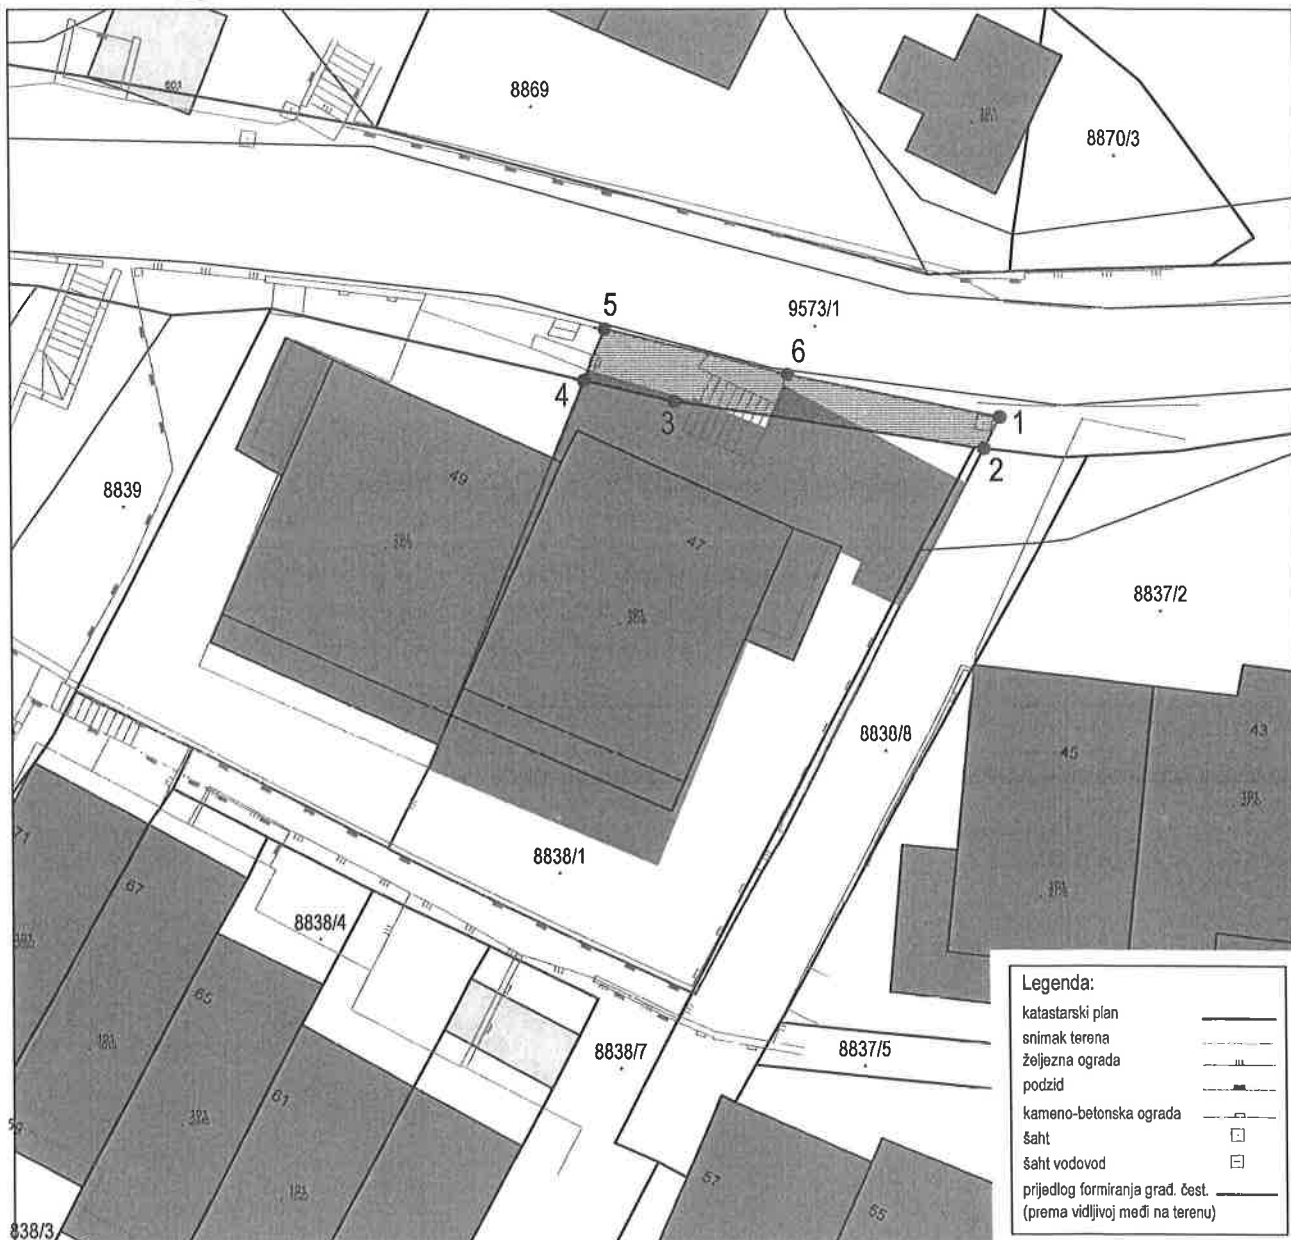 8869
8870/3
9573/1
5
6
1
2
4
3
8839
49
47
8837/2
8838/8
45
43
8838/1
71
67
8838/4
65
61
8838/7
8837/5
57
65
838/3
Legenda:
katastarski plan
snimak terena
željezna ograda
podzid
kameno-betonska ograda
šaht
šaht vodovod
prijedlog formiranja građ. čest.
(prema vidljivoj međi na terenu)